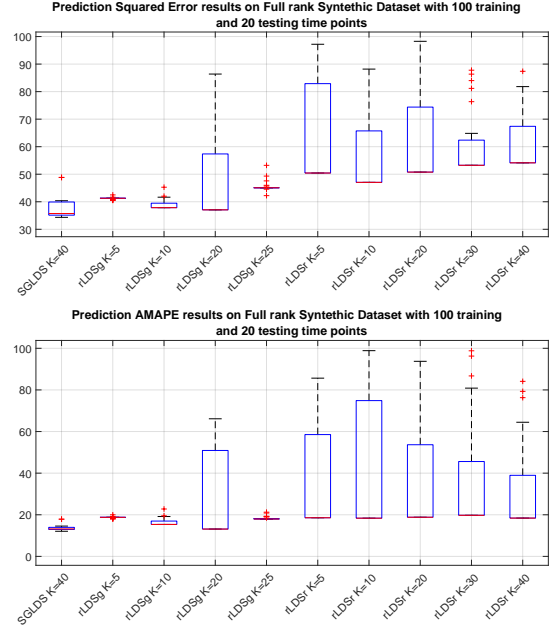 Prediction Squared Error results on Full rank Syntethic Dataset with 100 training
and 20 testing time points
100
90
80
70
60
50
40
30
SGLDS K=40
rLDSg K=5
rLDSg K=10
rLDSg K=20
rLDSg K=25
rLDSr K=5
rLDSr K=10
rLDSr K=20
rLDSr K=30
rLDSr K=40
Prediction AMAPE results on Full rank Syntethic Dataset with 100 training
and 20 testing time points
100
80
60
40
20
0
SGLDS K=40
rLDSg K=5
rLDSg K=10
rLDSg K=20
rLDSg K=25
rLDSr K=5
rLDSr K=10
rLDSr K=20
rLDSr K=30
rLDSr K=40